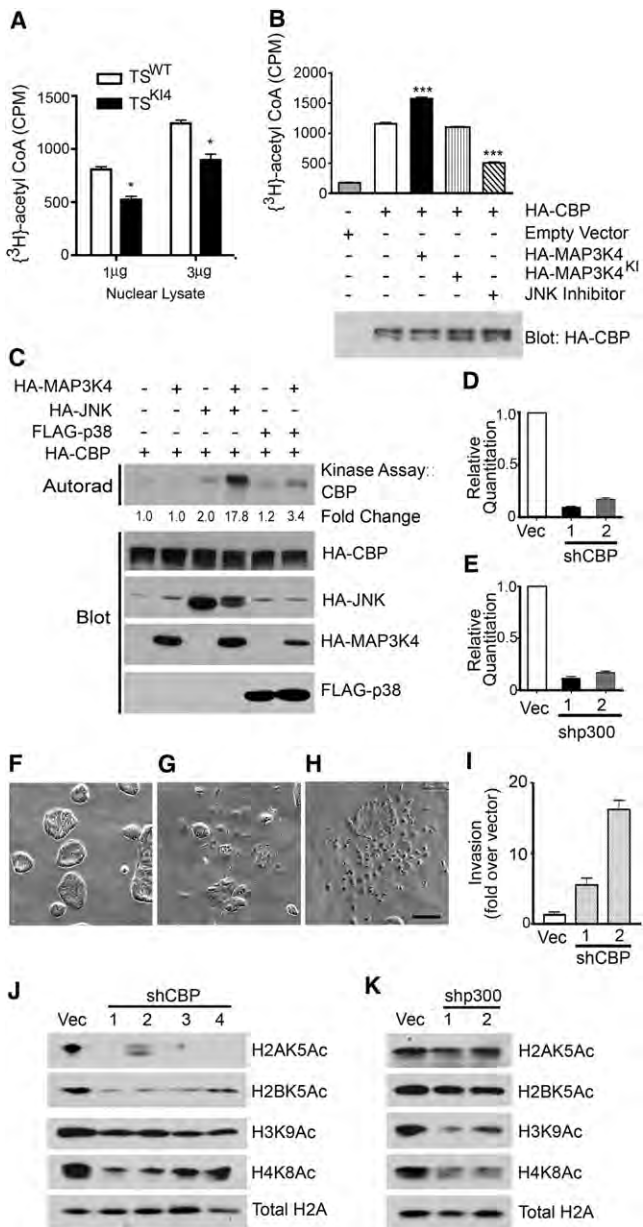 A
TS^WT
TS^KI4
{³H}-acetyl CoA (CPM)
1500
1000
500
0
1µg
3µg
Nuclear Lysate
*
*
B
{³H}-acetyl CoA (CPM)
2000
1500
1000
500
0
***
***
- + + + + HA-CBP
+ - - - - Empty Vector
- - + - - HA-MAP3K4
- - - + - HA-MAP3K4^KI
- - - - + JNK Inhibitor
Blot: HA-CBP
C
HA-MAP3K4 - + - + - +
HA-JNK - - + + - -
FLAG-p38 - - - - + +
HA-CBP + + + + + +
Autorad
Kinase Assay:: CBP
1.0 1.0 2.0 17.8 1.2 3.4 Fold Change
Blot
HA-CBP
HA-JNK
HA-MAP3K4
FLAG-p38
D
Relative
Quantitation
1.0
0.5
0
Vec
1 2
shCBP
E
Relative
Quantitation
1.0
0.5
0
Vec
1 2
shp300
F
G
H
I
Invasion
(fold over vector)
20
10
0
Vec
1 2
shCBP
J
shCBP
Vec 1 2 3 4
H2AK5Ac
H2BK5Ac
H3K9Ac
H4K8Ac
Total H2A
K
shp300
Vec 1 2
H2AK5Ac
H2BK5Ac
H3K9Ac
H4K8Ac
Total H2A